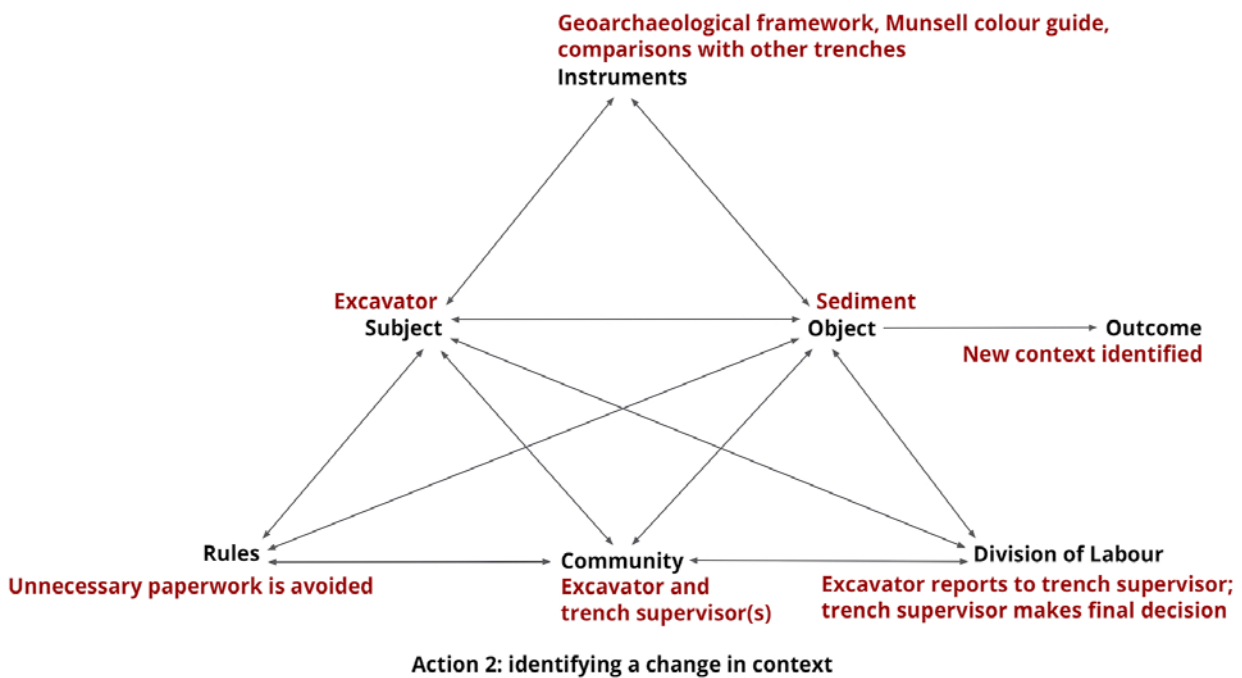 Geoarchaeological framework, Munsell colour guide,
comparisons with other trenches
Instruments
Excavator
Subject
Sediment
Object
Outcome
New context identified
Rules
Unnecessary paperwork is avoided
Community
Excavator and
trench supervisor(s)
Division of Labour
Excavator reports to trench supervisor;
trench supervisor makes final decision
Action 2: identifying a change in context